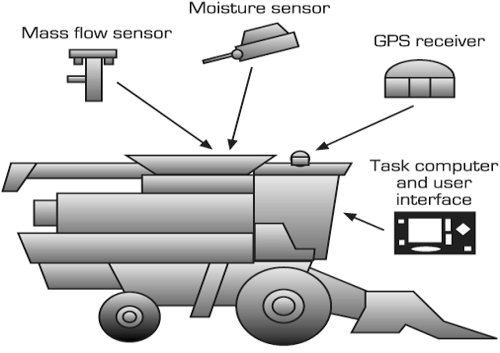 Moisture sensor
Mass flow sensor
GPS receiver
Task computer
and user
interface